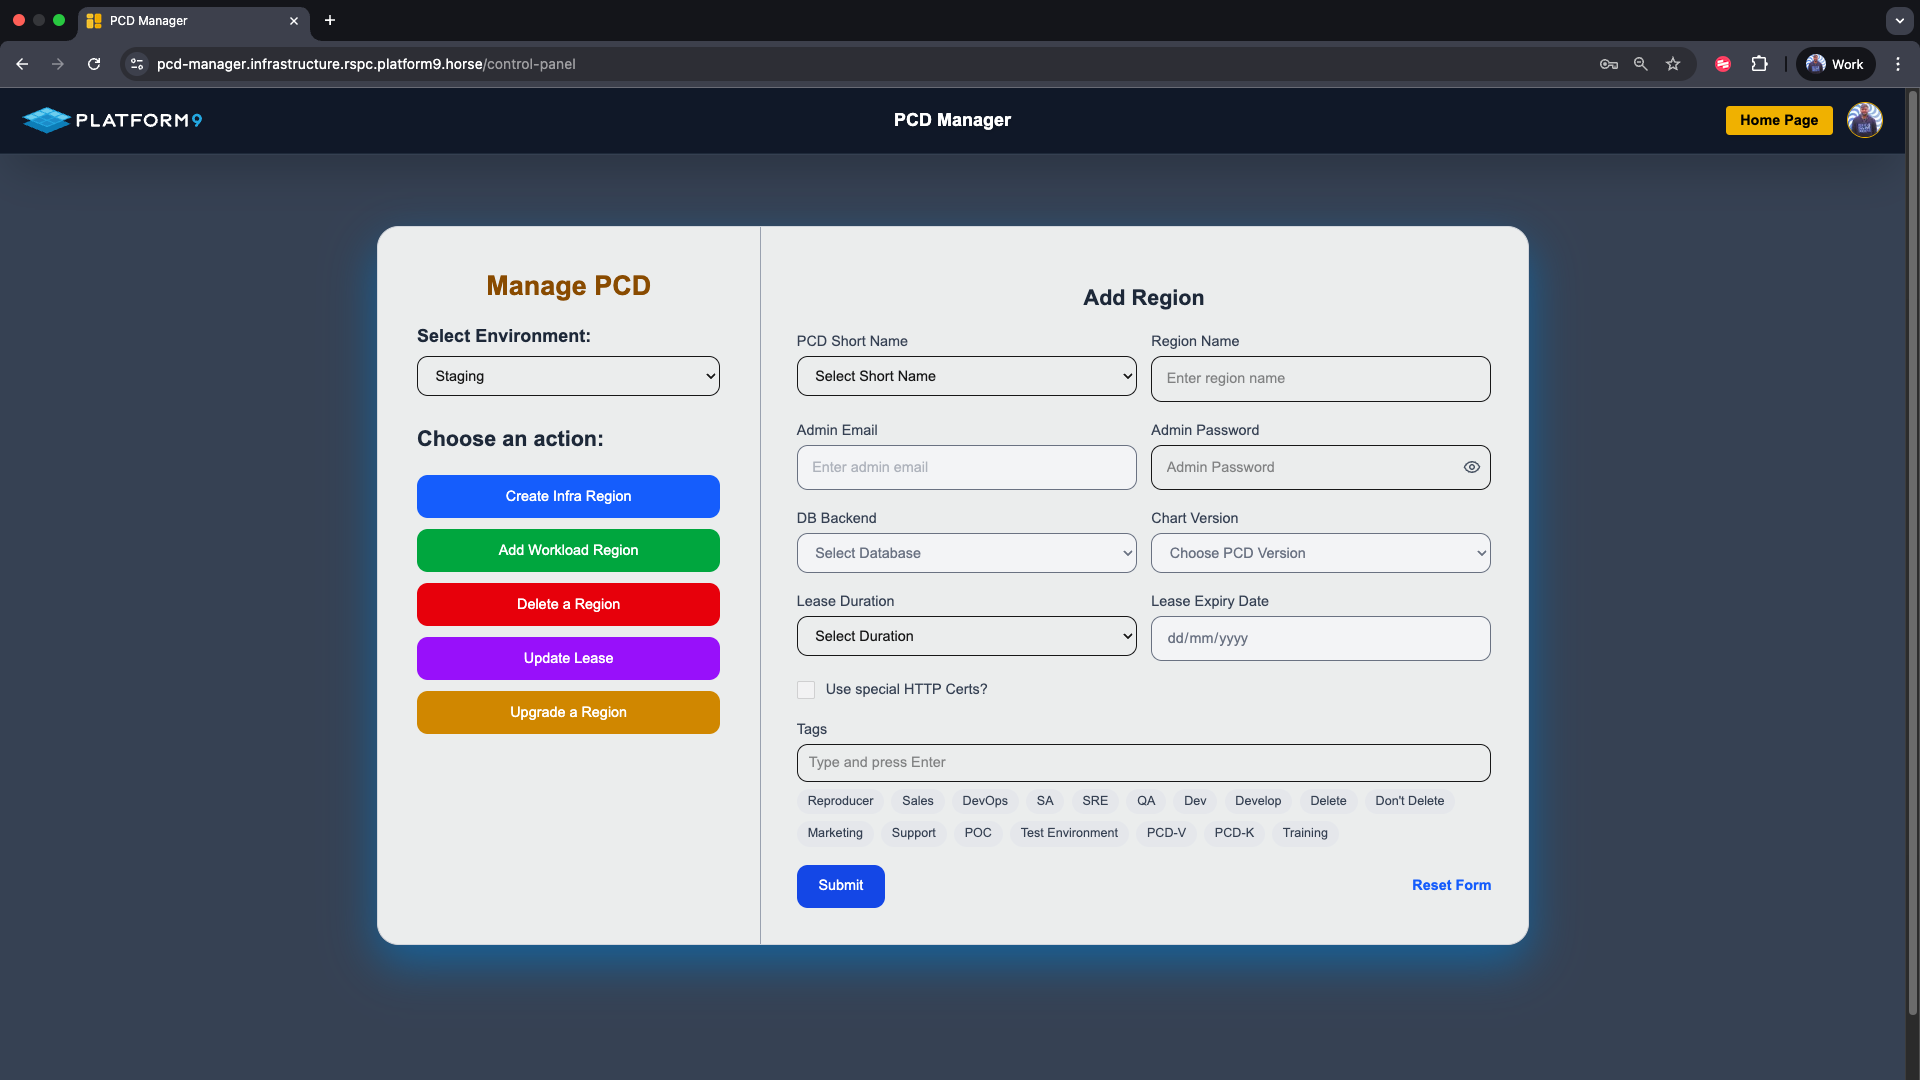 PCD Manager
pcd-manager.infrastructure.rspc.platform9.horse/control-panel
Work
PLATFORM9
PCD Manager
Home Page
Manage PCD
Select Environment:
Staging
Choose an action:
Create Infra Region
Add Workload Region
Delete a Region
Update Lease
Upgrade a Region
Add Region
PCD Short Name
Region Name
Select Short Name
Enter region name
Admin Email
Admin Password
Enter admin email
Admin Password
DB Backend
Chart Version
Select Database
Choose PCD Version
Lease Duration
Lease Expiry Date
Select Duration
dd/mm/yyyy
Use special HTTP Certs?
Tags
Type and press Enter
Reproducer Sales DevOps SA SRE QA Dev Develop Delete Don't Delete
Marketing Support POC Test Environment PCD-V PCD-K Training
Submit
Reset Form